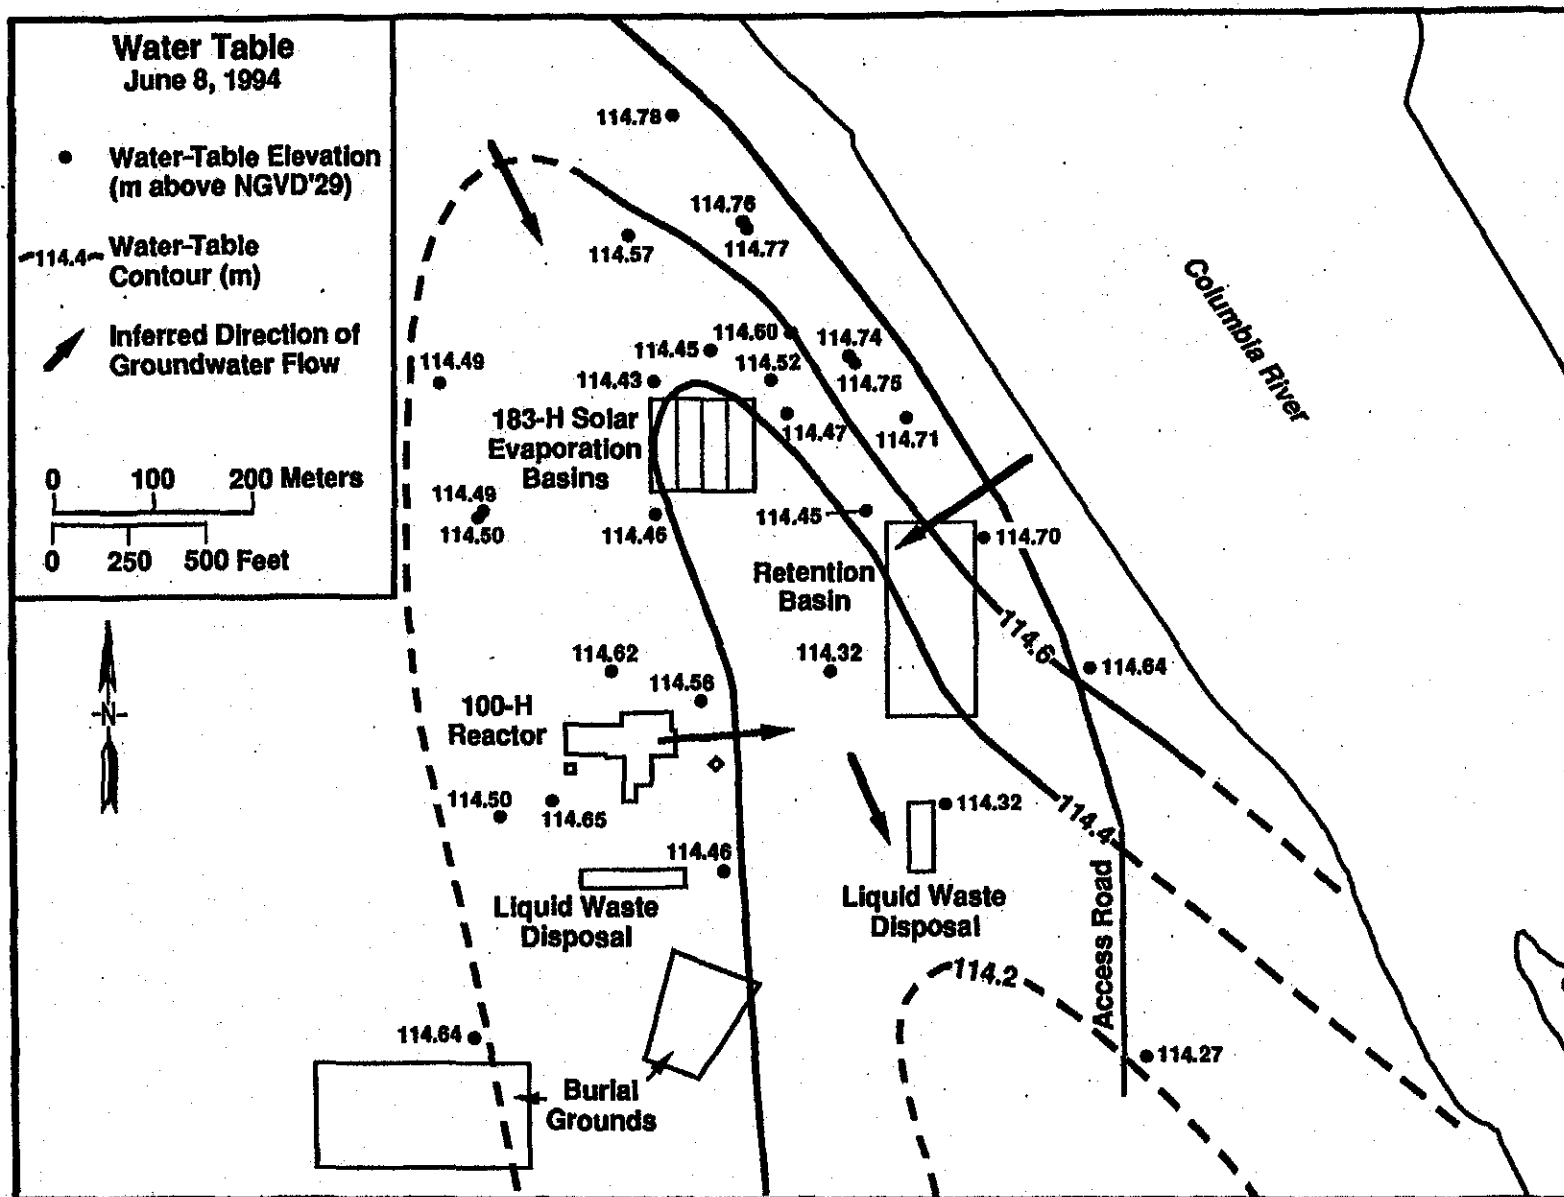 Water Table
June 8, 1994
Water-Table Elevation
(m above NGVD'29)
114.4
Water-Table
Contour (m)
Inferred Direction of
Groundwater Flow
0 100 200 Meters
0 250 500 Feet
N
114.78
114.76
114.77
114.57
Columbia River
114.60
114.74
114.45
114.52
114.75
114.49
114.43
114.47
114.71
183-H Solar
Evaporation
Basins
114.49
114.50
114.46
114.45
114.70
Retention
Basin
114.6
114.64
114.62
114.56
114.32
100-H
Reactor
114.50
114.65
114.32
114.4
114.46
Liquid Waste
Disposal
Liquid Waste
Disposal
Access Road
114.2
114.64
114.27
Burial
Grounds